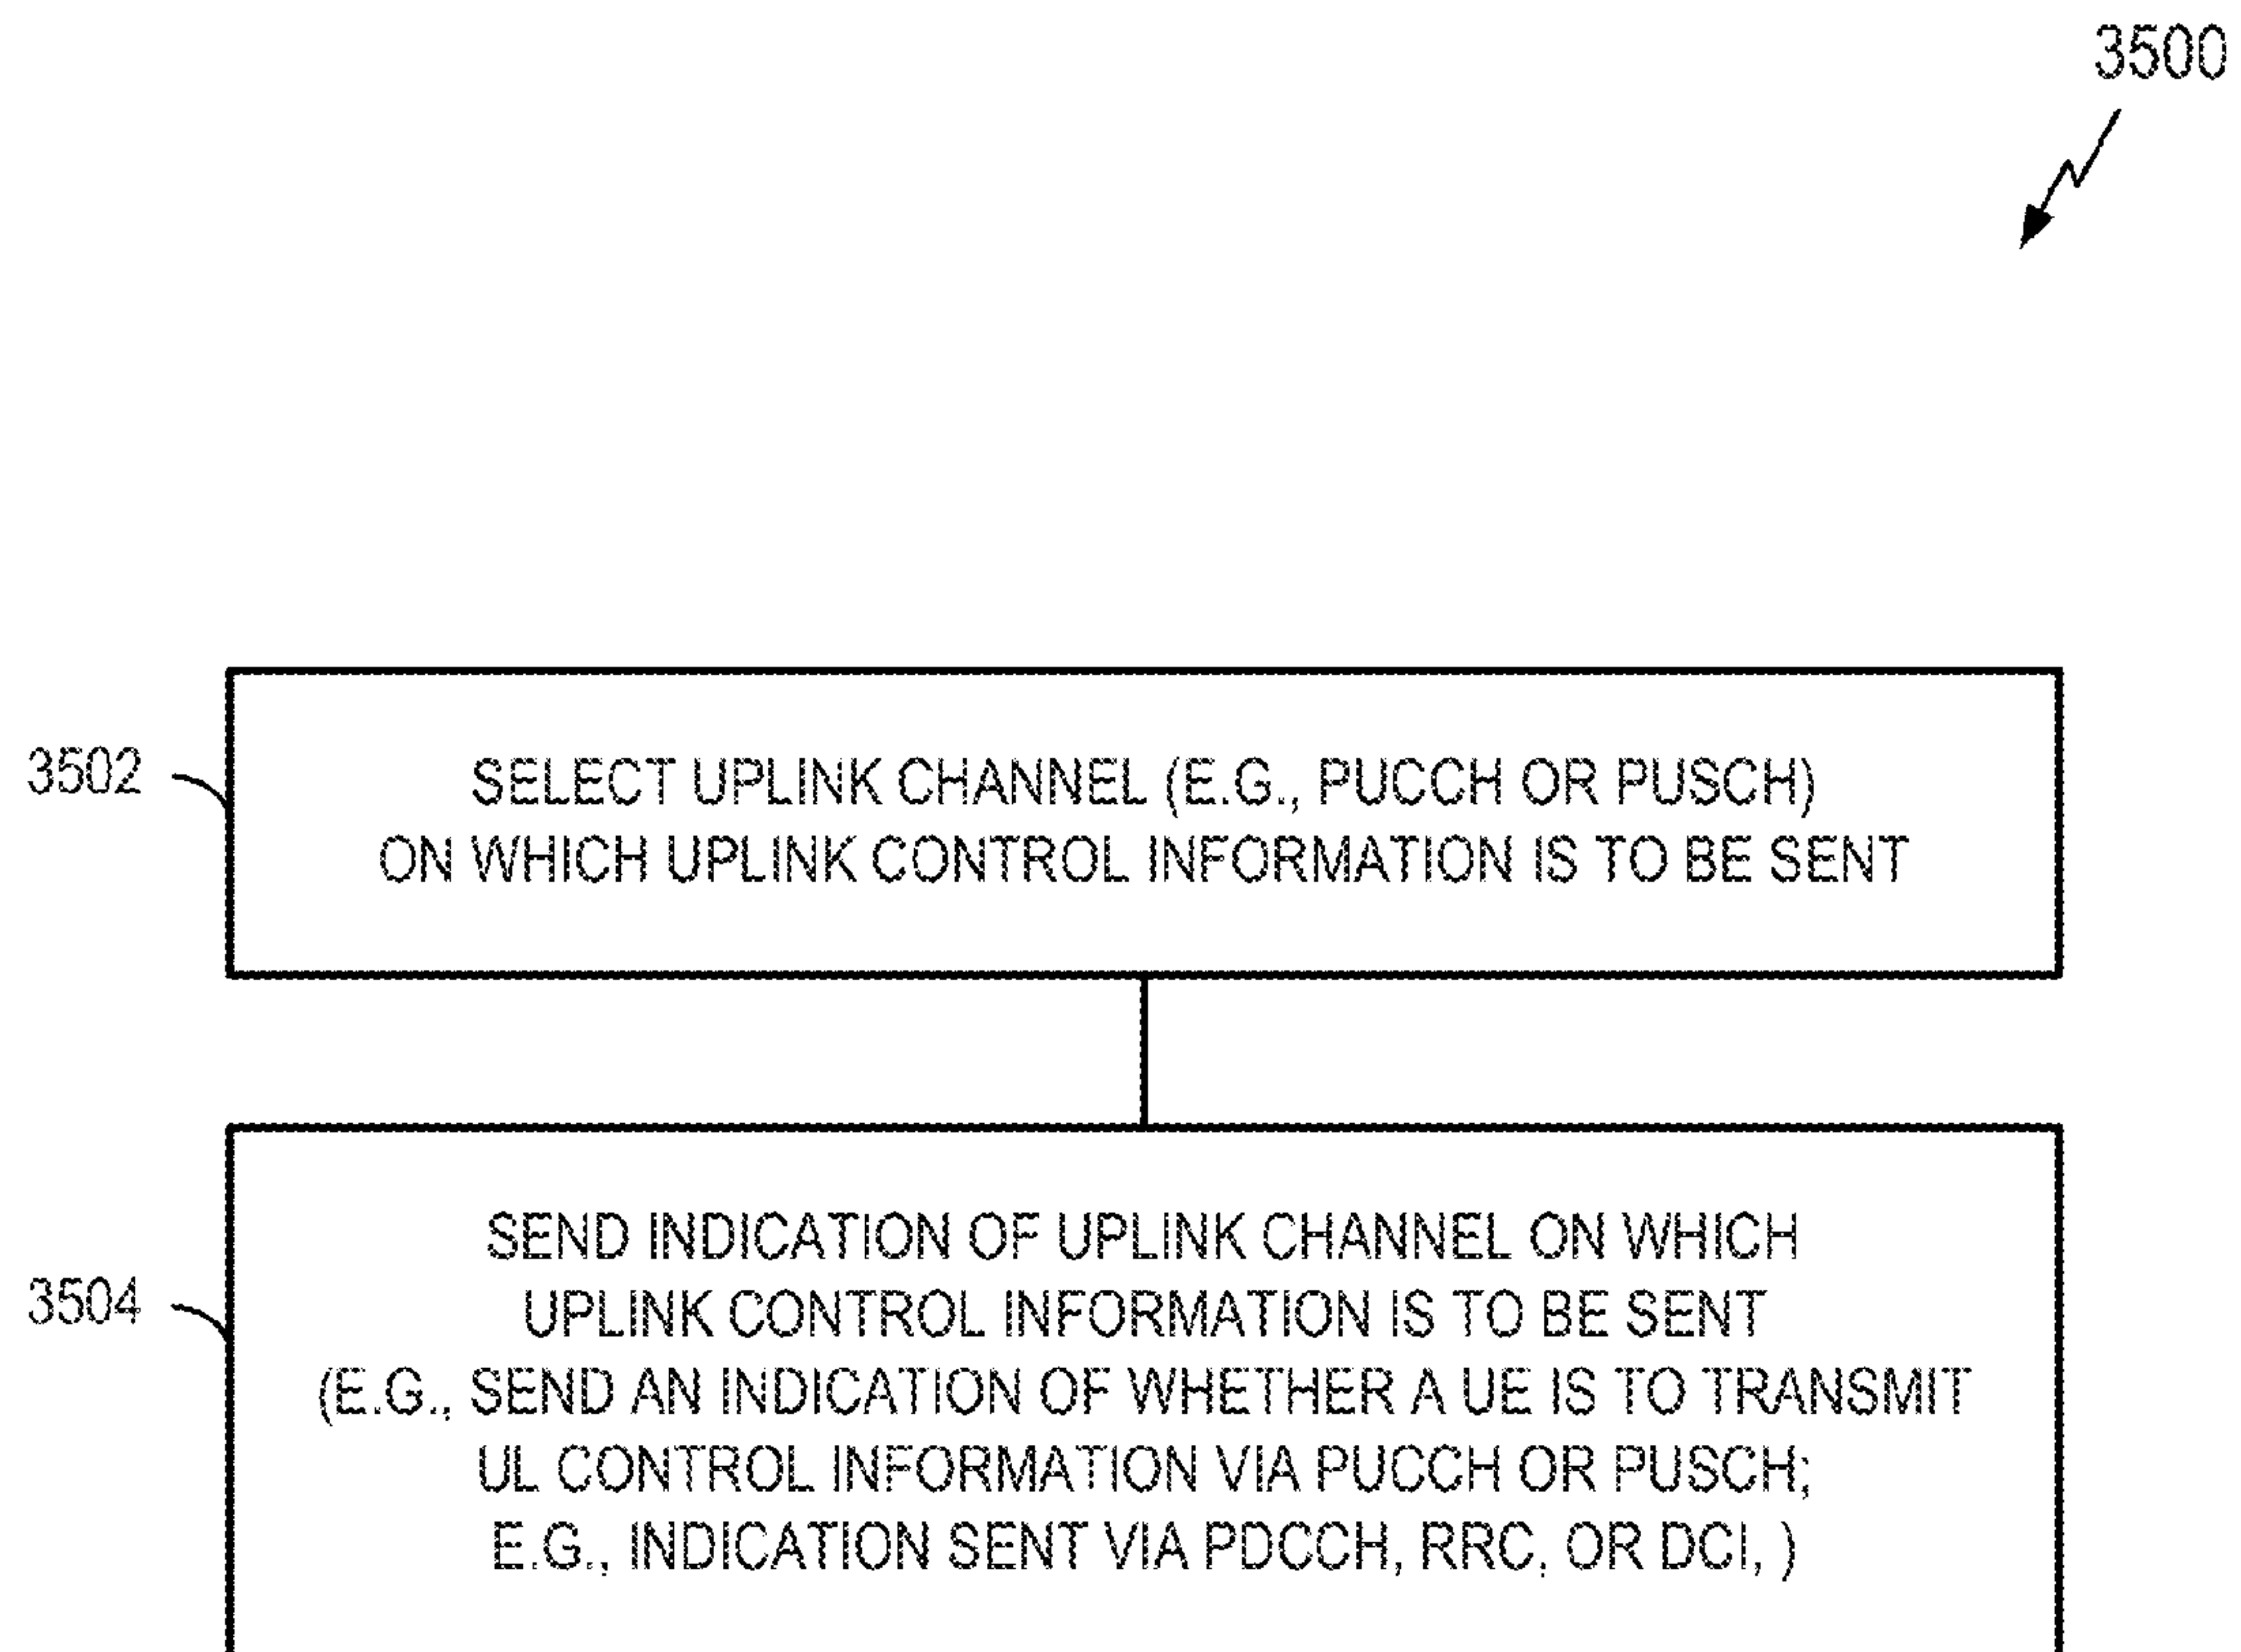 3500
3502
SELECT UPLINK CHANNEL (E.G., PUCCH OR PUSCH)
ON WHICH UPLINK CONTROL INFORMATION IS TO BE SENT
3504
SEND INDICATION OF UPLINK CHANNEL ON WHICH
UPLINK CONTROL INFORMATION IS TO BE SENT
(E.G., SEND AN INDICATION OF WHETHER A UE IS TO TRANSMIT
UL CONTROL INFORMATION VIA PUCCH OR PUSCH;
E.G., INDICATION SENT VIA PDCCH, RRC, OR DCI, )